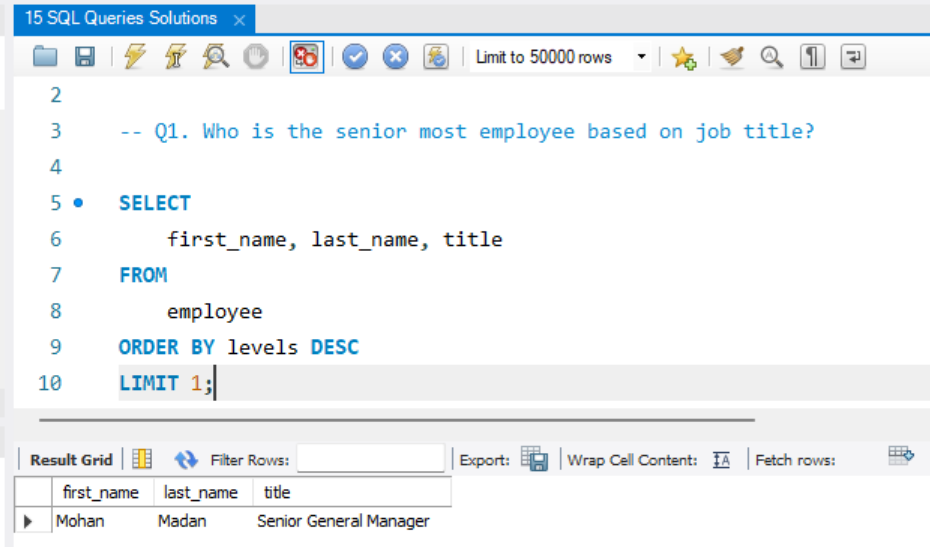 15 SQL Queries Solutions ×
Limit to 50000 rows
2
3 -- Q1. Who is the senior most employee based on job title?
4
5 SELECT
6 first_name, last_name, title
7 FROM
8 employee
9 ORDER BY levels DESC
10 LIMIT 1;
Result Grid Filter Rows: Export: Wrap Cell Content: IA Fetch rows:
first_name last_name title
Mohan Madan Senior General Manager